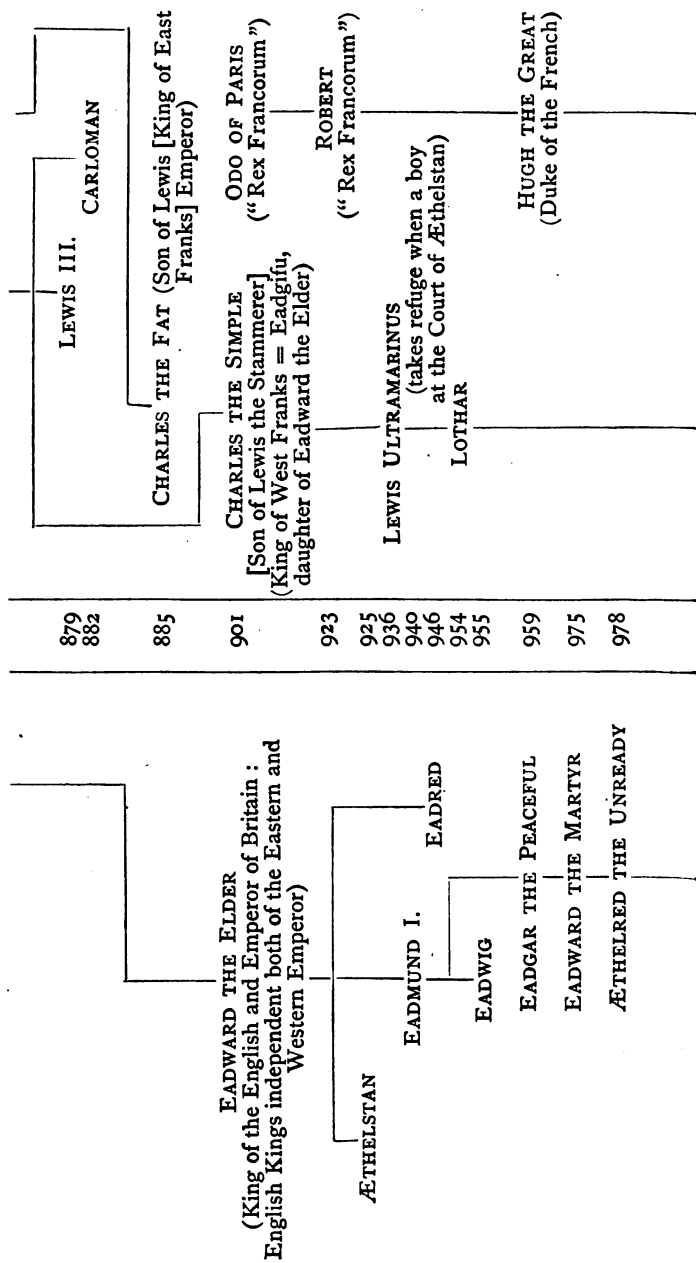 EADWARD THE ELDER
(King of the English and Emperor of Britain :
English Kings independent both of the Eastern and
Western Emperor)
ÆTHELSTAN
EADMUND I.
EADRED
EADWIG
EADGAR THE PEACEFUL
EADWARD THE MARTYR
ÆTHELRED THE UNREADY
879
882
885
901
923
925
936
940
946
954
955
959
975
978
LEWIS III.
CARLOMAN
CHARLES THE FAT (Son of Lewis [King of East
Franks] Emperor)
CHARLES THE SIMPLE
[Son of Lewis the Stammerer]
(King of West Franks = Eadgifu,
daughter of Eadward the Elder)
ODO OF PARIS
(“ Rex Francorum ”)
ROBERT
(“ Rex Francorum ”)
LEWIS ULTRAMARINUS
(takes refuge when a boy
at the Court of Æthelstan)
LOTHAR
HUGH THE GREAT
(Duke of the French)